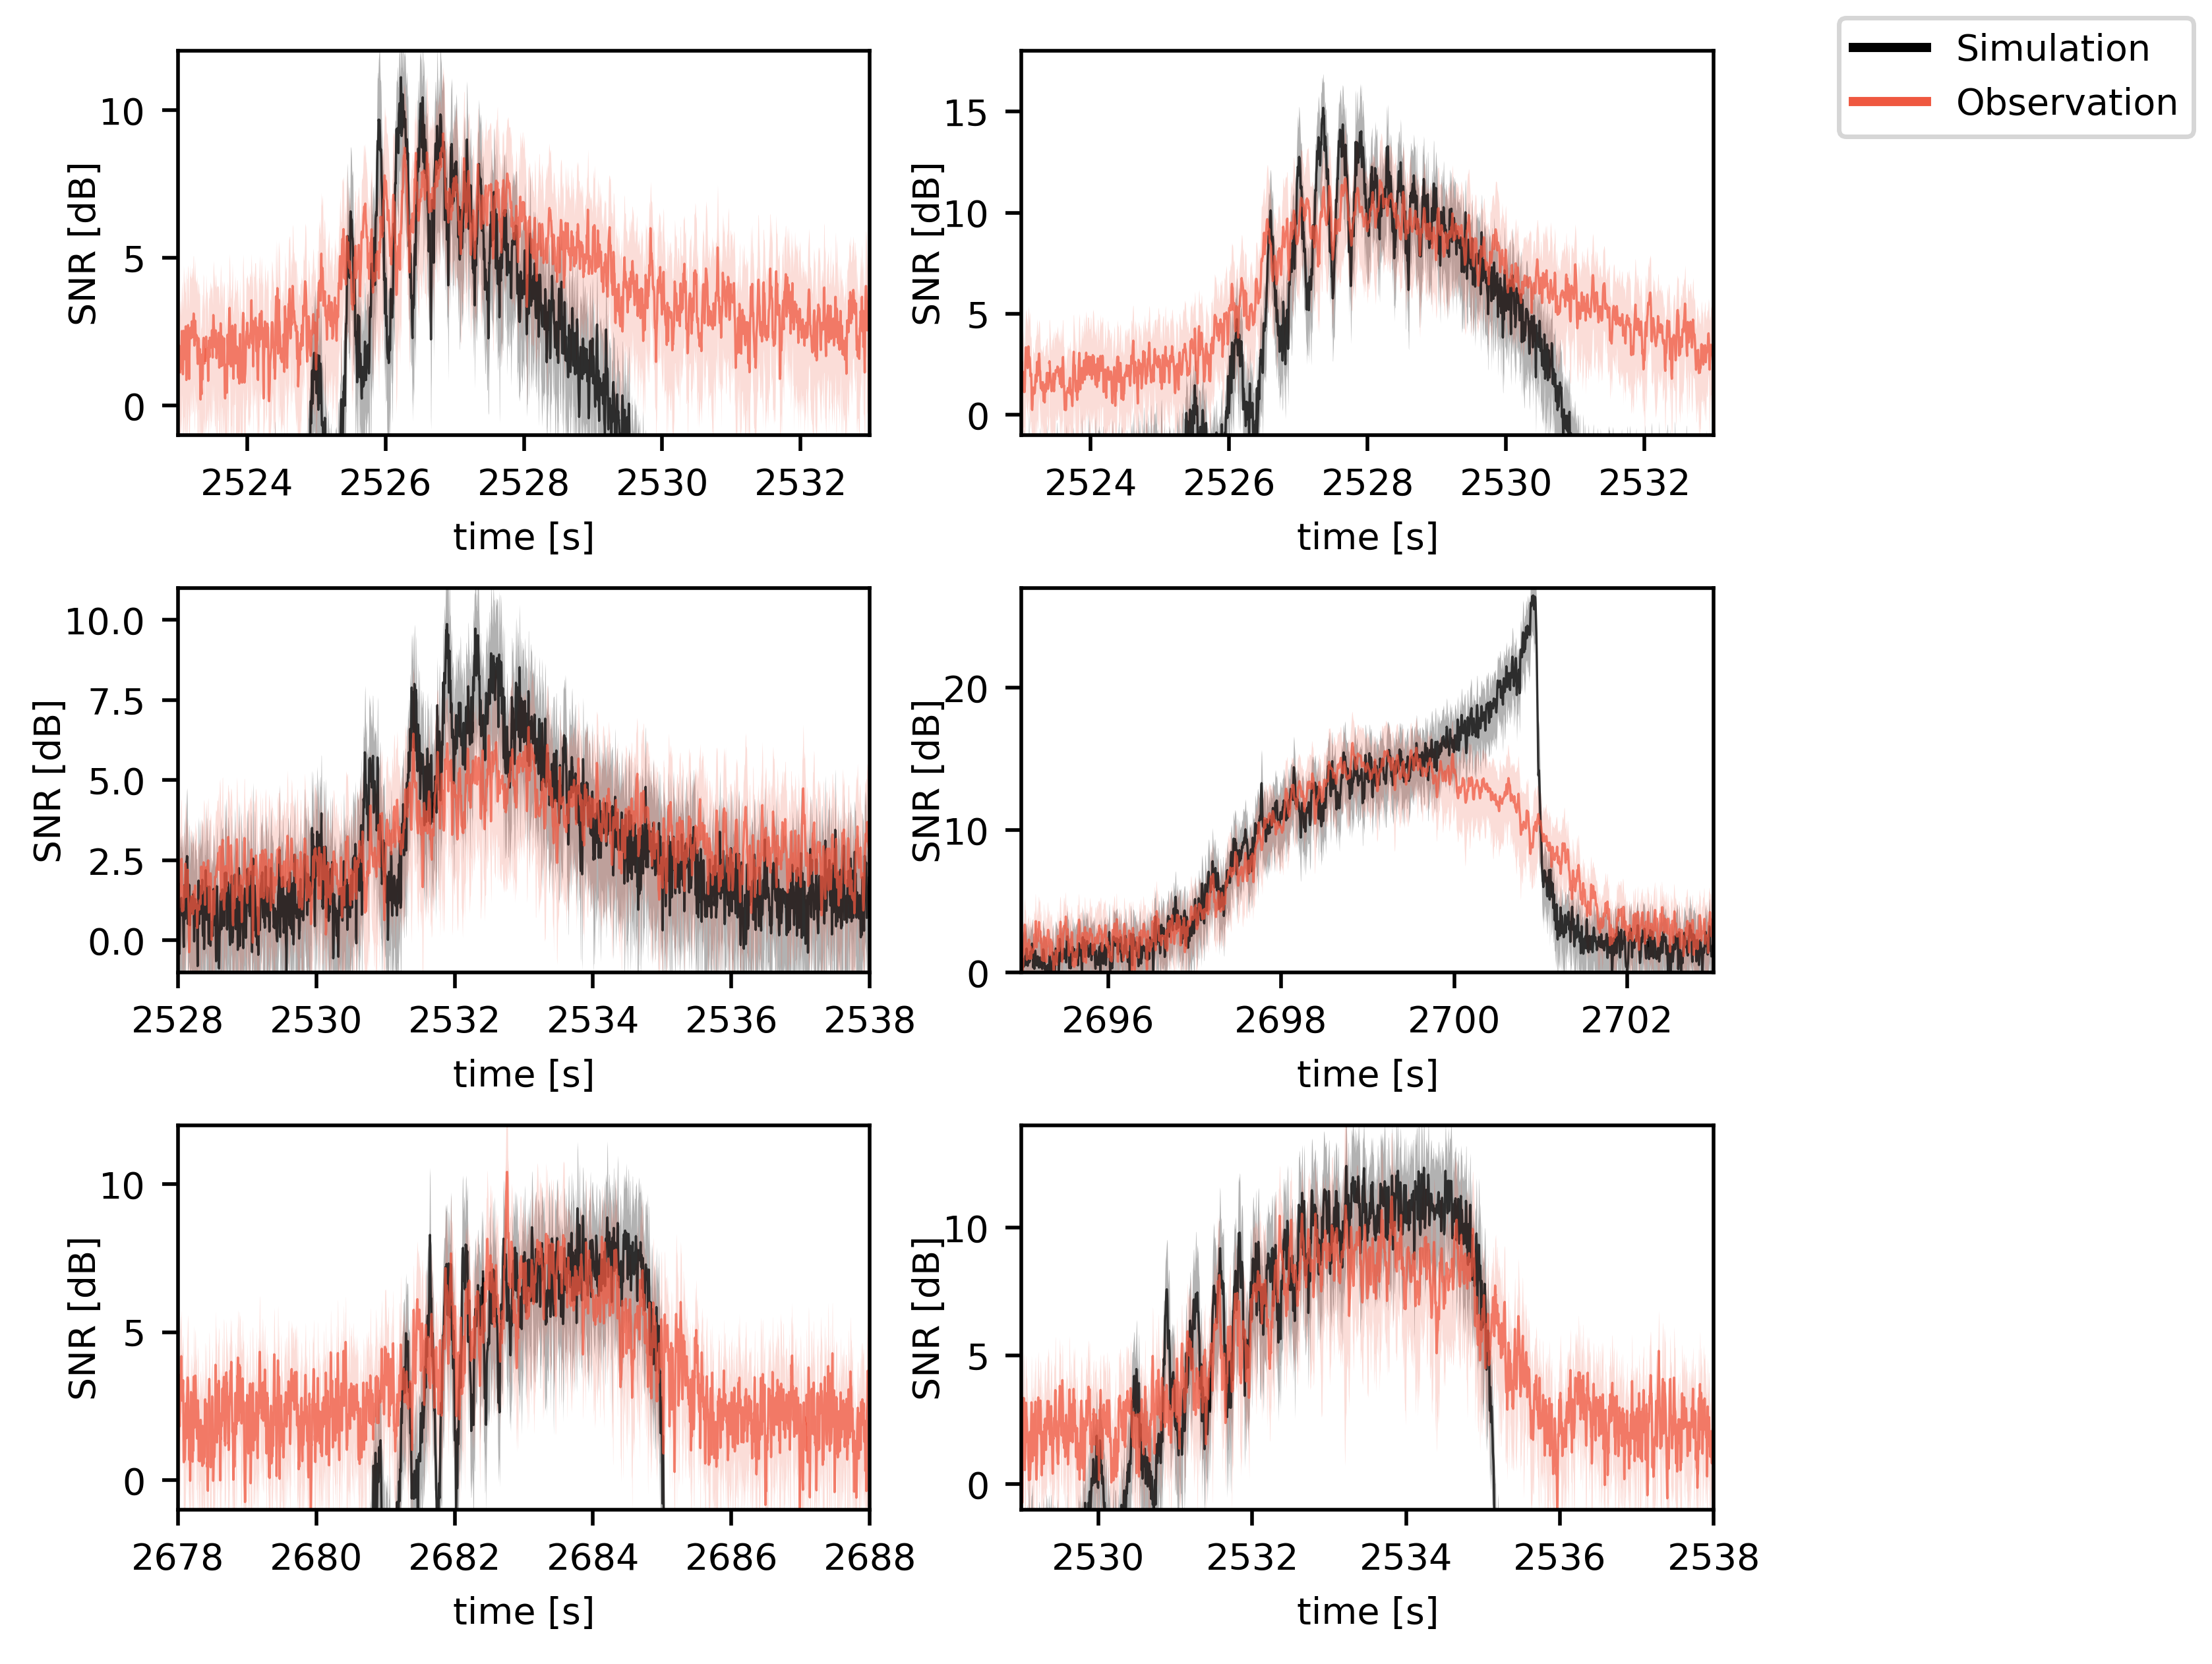 Simulation
Observation
10
5
0
SNR [dB]
2524 2526 2528 2530 2532
time [s]
15
10
5
0
SNR [dB]
2524 2526 2528 2530 2532
time [s]
10.0
7.5
5.0
2.5
0.0
SNR [dB]
2528 2530 2532 2534 2536 2538
time [s]
20
10
0
SNR [dB]
2696 2698 2700 2702
time [s]
10
5
0
SNR [dB]
2678 2680 2682 2684 2686 2688
time [s]
10
5
0
SNR [dB]
2530 2532 2534 2536 2538
time [s]